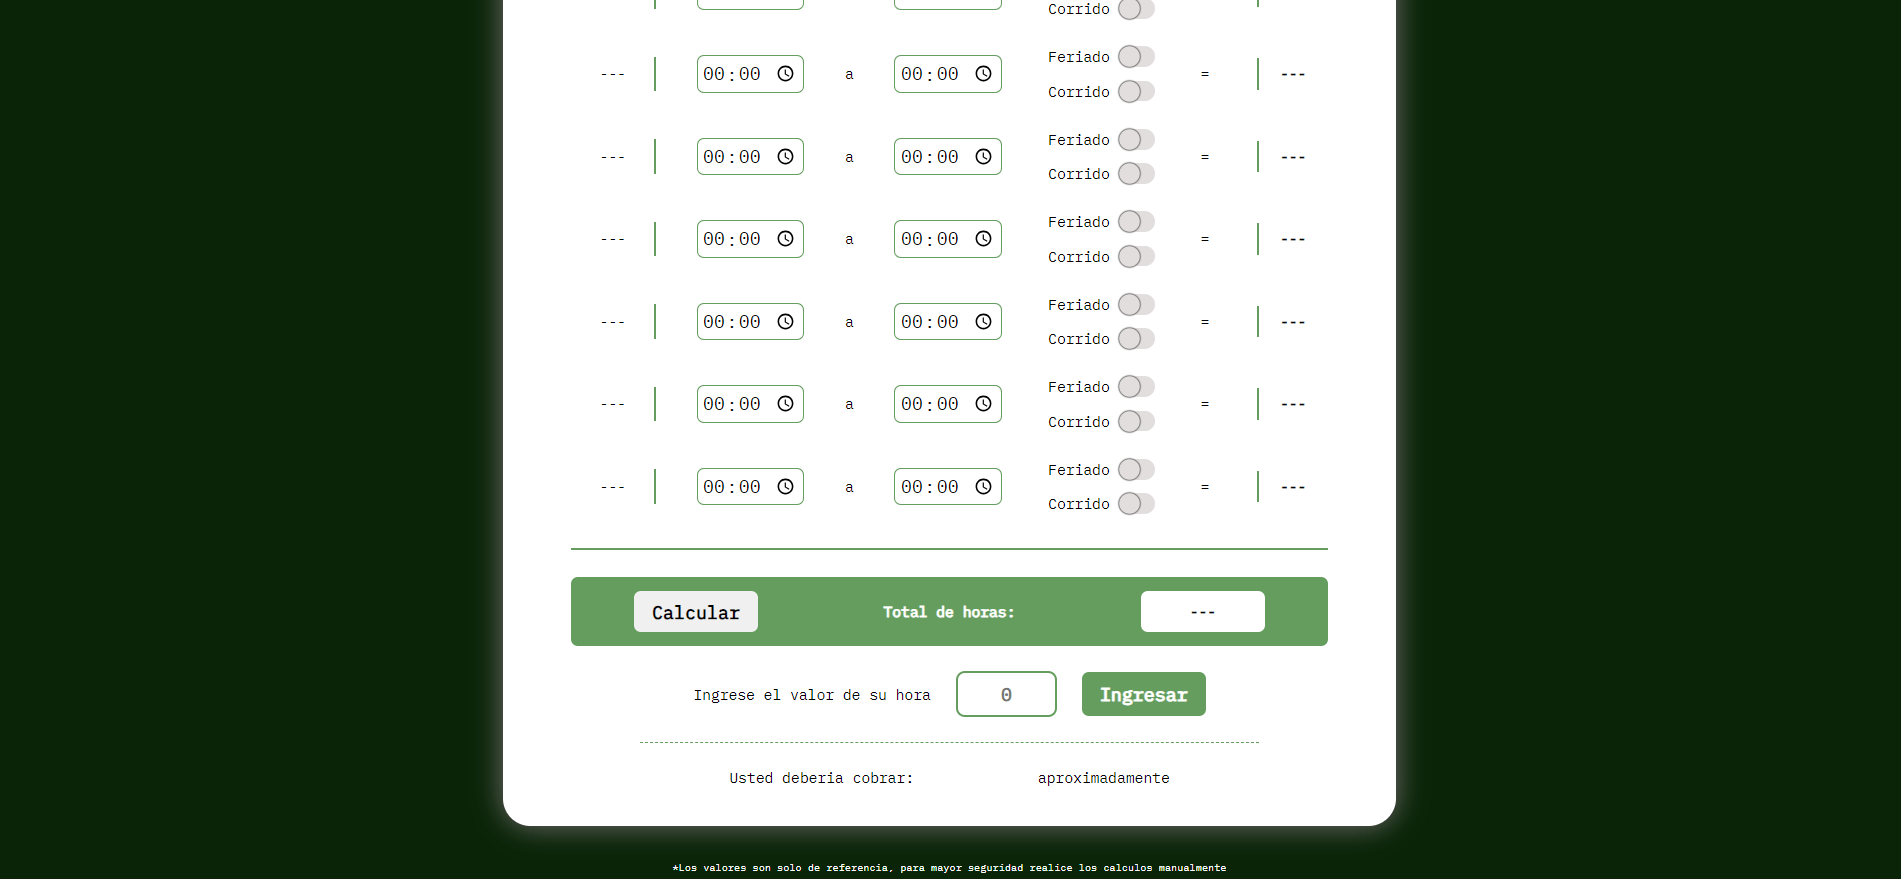 Corrido
Feriado
--- 00:00 a 00:00 = ---
Corrido
Feriado
--- 00:00 a 00:00 = ---
Corrido
Feriado
--- 00:00 a 00:00 = ---
Corrido
Feriado
--- 00:00 a 00:00 = ---
Corrido
Feriado
--- 00:00 a 00:00 = ---
Corrido
Feriado
--- 00:00 a 00:00 = ---
Corrido
Calcular Total de horas: ---
Ingrese el valor de su hora 0 Ingresar
Usted deberia cobrar: aproximadamente
*Los valores son solo de referencia, para mayor seguridad realice los calculos manualmente